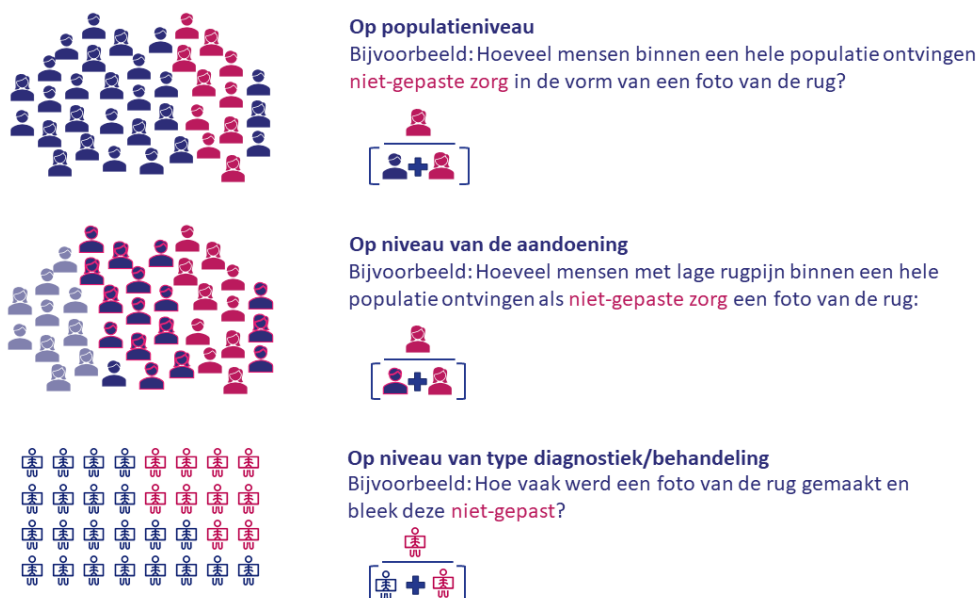 Op populatieniveau
Bijvoorbeeld: Hoeveel mensen binnen een hele populatie ontvingen
niet-gepaste zorg in de vorm van een foto van de rug?
Op niveau van de aandoening
Bijvoorbeeld: Hoeveel mensen met lage rugpijn binnen een hele
populatie ontvingen als niet-gepaste zorg een foto van de rug:
Op niveau van type diagnostiek/behandeling
Bijvoorbeeld: Hoe vaak werd een foto van de rug gemaakt en
bleek deze niet-gepast?